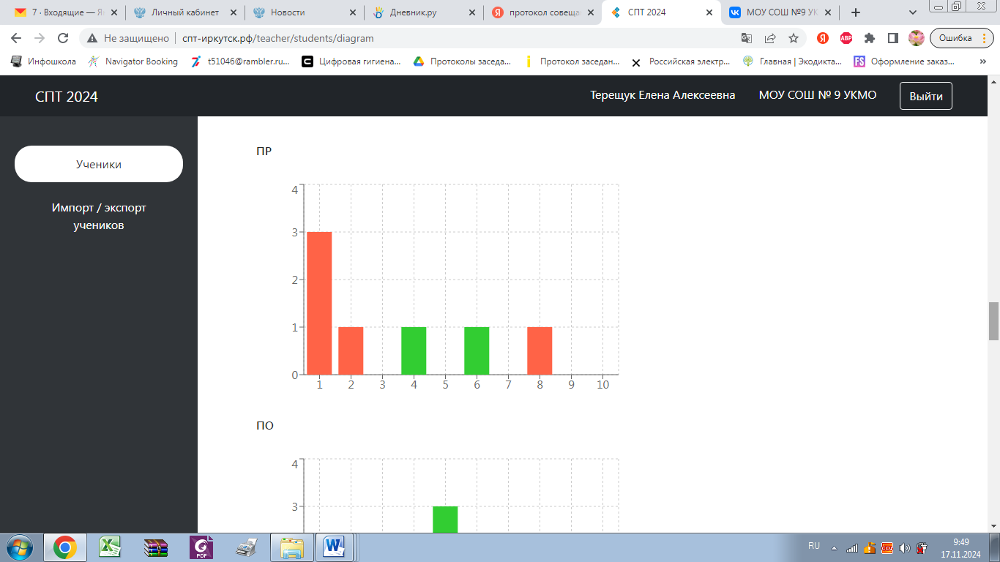 7 · Входящие — Ян
Личный кабинет
Новости
Дневник.ру
протокол совеща
СПТ 2024
МОУ СОШ №9 УК
Не защищено
спт-иркутск.рф/teacher/students/diagram
Ошибка
Инфошкола
Navigator Booking
t51046@rambler.ru...
Цифровая гигиена...
Протоколы заседа...
Протокол заседан...
Российская электр...
Главная | Экодикта...
Оформление заказ...
СПТ 2024
Терещук Елена Алексеевна
МОУ СОШ № 9 УКМО
Выйти
Ученики
Импорт / экспорт
учеников
ПР
4
3
2
1
0
1 2 3 4 5 6 7 8 9 10
ПО
4
3
RU
9:49
17.11.2024